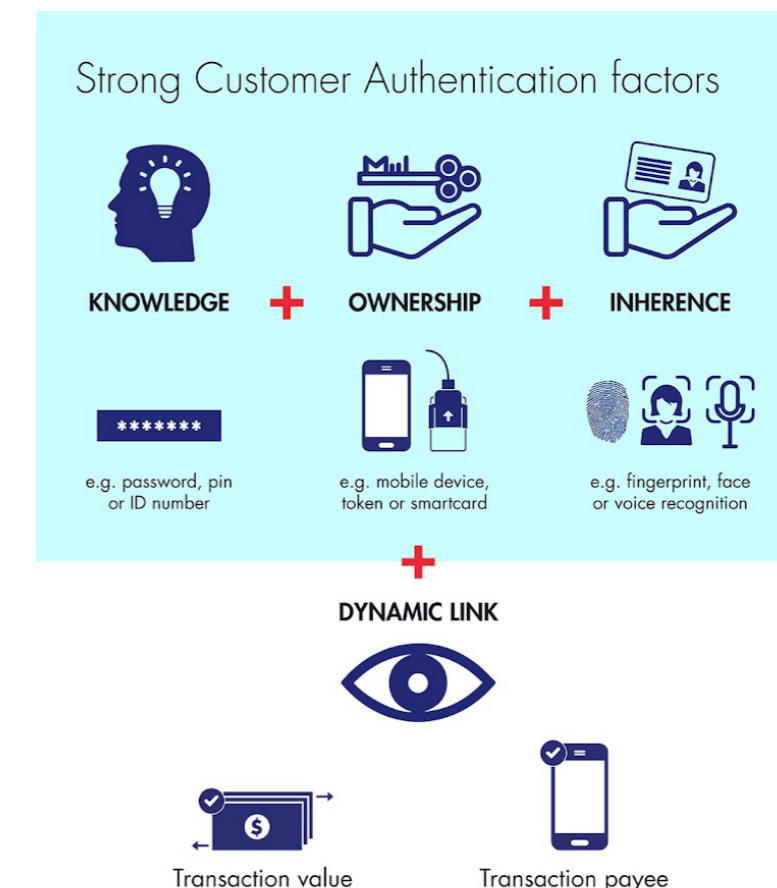 Strong Customer Authentication factors
KNOWLEDGE + OWNERSHIP + INHERENCE
*******
e.g. password, pin
or ID number
e.g. mobile device,
token or smartcard
e.g. fingerprint, face
or voice recognition
+
DYNAMIC LINK
$
Transaction value
Transaction payee